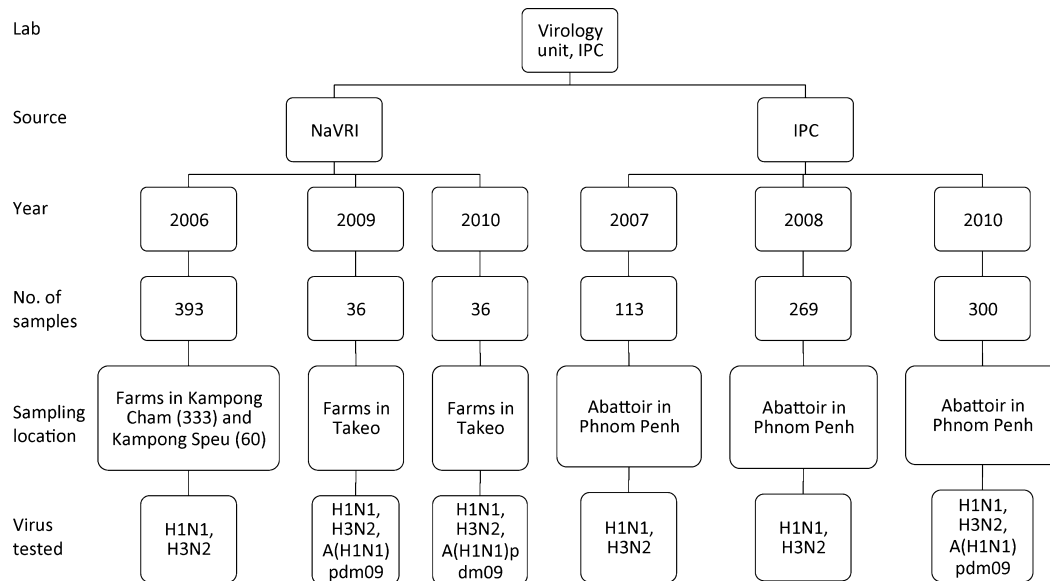 Lab
Virology
unit, IPC
Source
NaVRI
IPC
Year
2006
2009
2010
2007
2008
2010
No. of
samples
393
36
36
113
269
300
Sampling
location
Farms in Kampong
Cham (333) and
Kampong Speu (60)
Farms in
Takeo
Farms in
Takeo
Abattoir in
Phnom Penh
Abattoir in
Phnom Penh
Abattoir in
Phnom Penh
Virus
tested
H1N1,
H3N2
H1N1,
H3N2,
A(H1N1)
pdm09
H1N1,
H3N2,
A(H1N1)p
dm09
H1N1,
H3N2
H1N1,
H3N2
H1N1,
H3N2,
A(H1N1)
pdm09